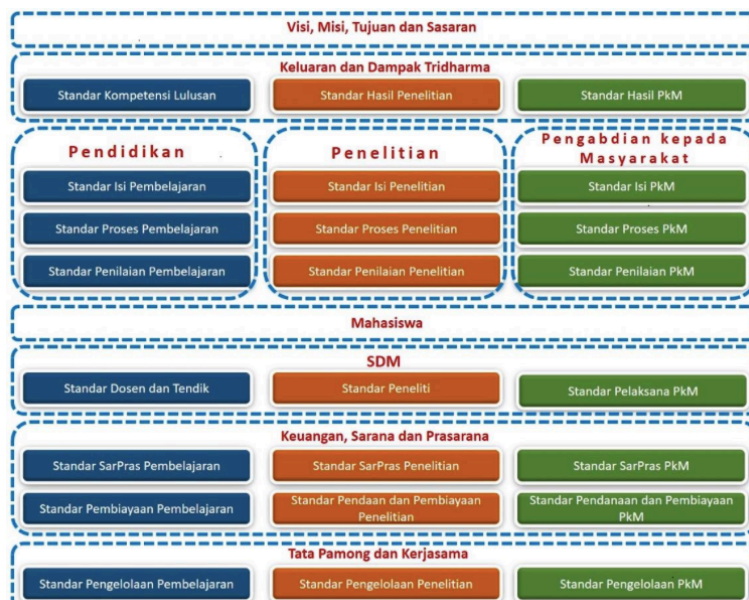 Visi, Misi, Tujuan dan Sasaran
Keluaran dan Dampak Tridharma
Standar Kompetensi Lulusan
Standar Hasil Penelitian
Standar Hasil PkM
Pendidikan
Standar Isi Pembelajaran
Standar Proses Pembelajaran
Standar Penilaian Pembelajaran
Penelitian
Standar Isi Penelitian
Standar Proses Penelitian
Standar Penilaian Penelitian
Pengabdian kepada
Masyarakat
Standar Isi PkM
Standar Proses PkM
Standar Penilaian PkM
Mahasiswa
SDM
Standar Dosen dan Tendik
Standar Peneliti
Standar Pelaksana PkM
Keuangan, Sarana dan Prasarana
Standar SarPras Pembelajaran
Standar SarPras Penelitian
Standar SarPras PkM
Standar Pembiayaan Pembelajaran
Standar Pendaan dan Pembiayaan
Penelitian
Standar Pendanaan dan Pembiayaan
PkM
Tata Pamong dan Kerjasama
Standar Pengelolaan Pembelajaran
Standar Pengelolaan Penelitian
Standar Pengelolaan PkM